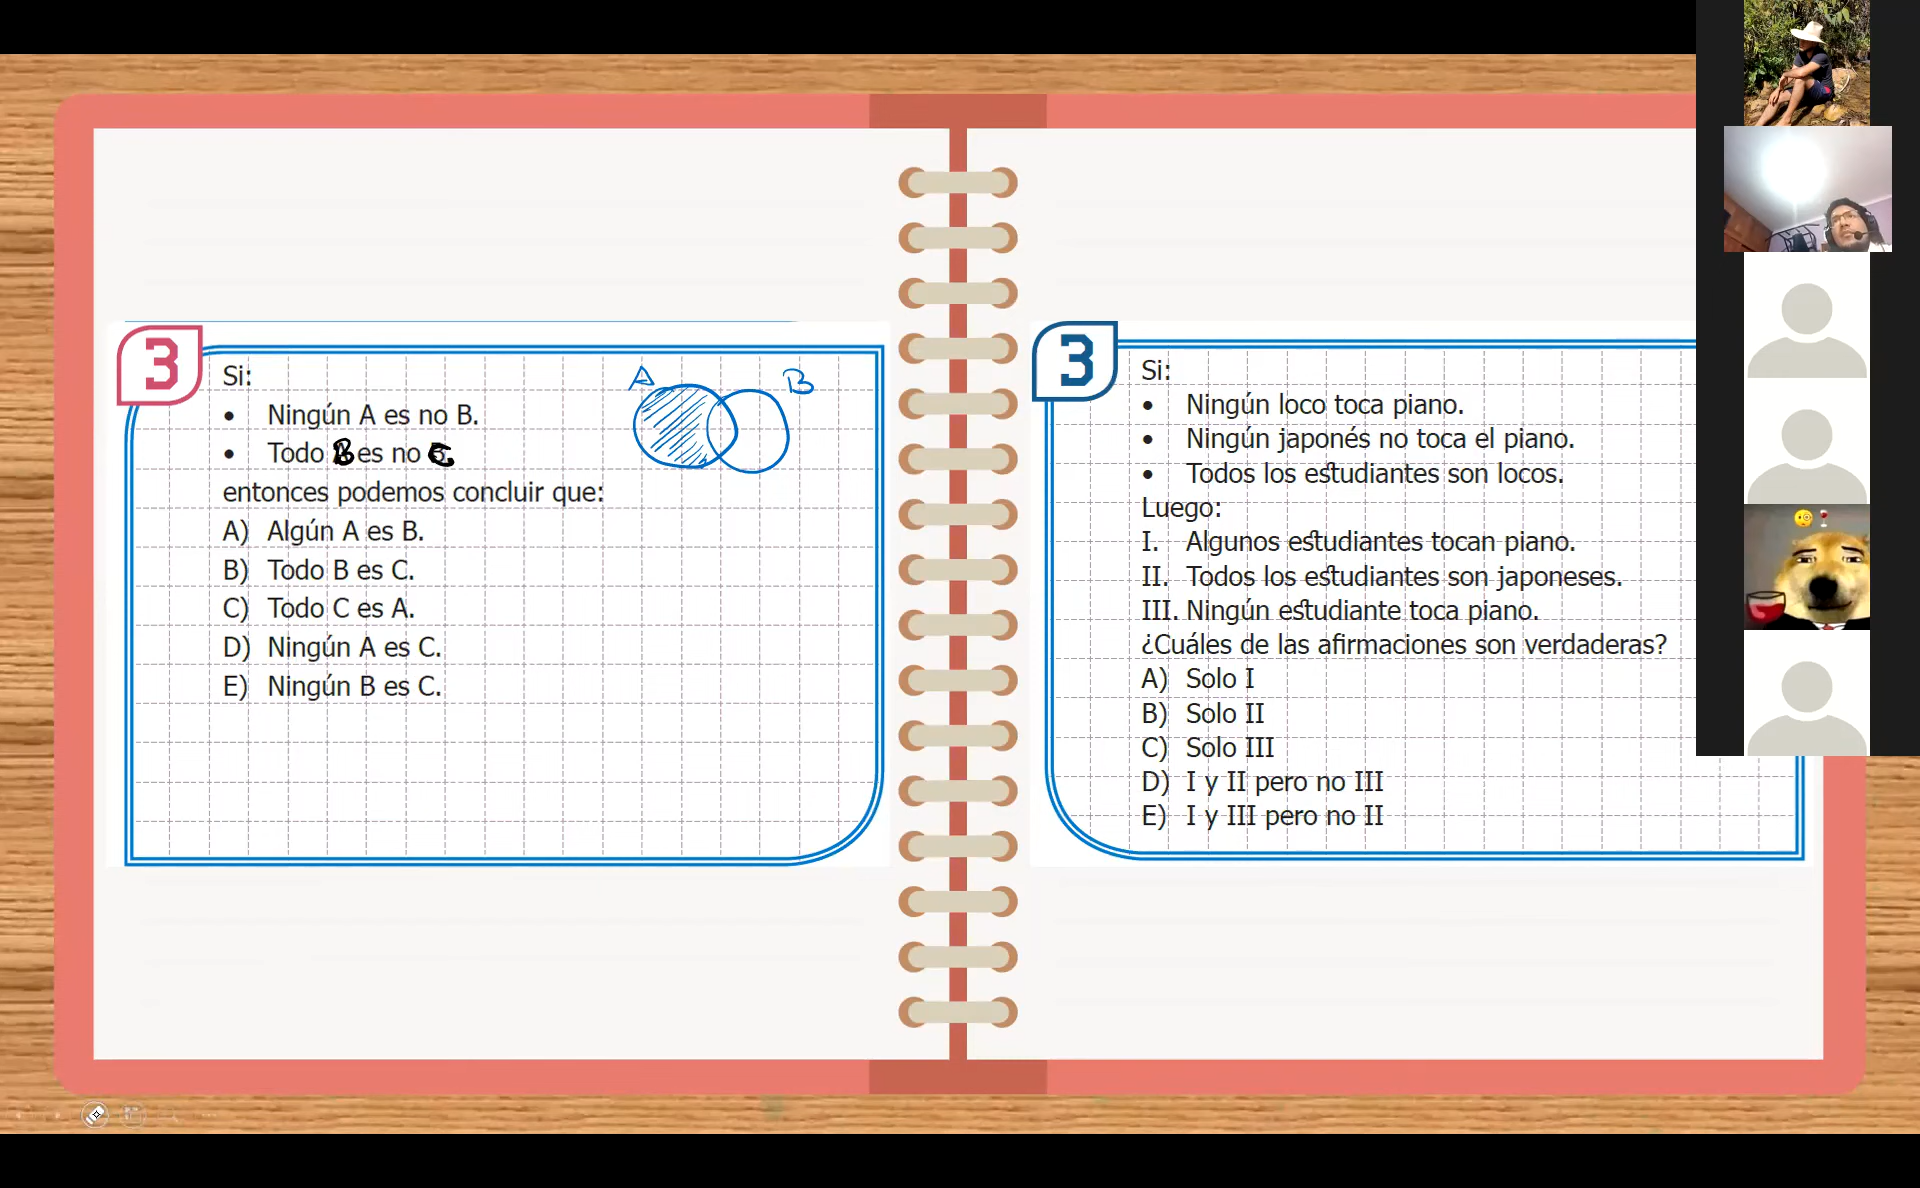 3
Si:
• Ningún A es no B.
• Todo B es no C.
entonces podemos concluir que:
A) Algún A es B.
B) Todo B es C.
C) Todo C es A.
D) Ningún A es C.
E) Ningún B es C.
A B
3
Si:
• Ningún loco toca piano.
• Ningún japonés no toca el piano.
• Todos los estudiantes son locos.
Luego:
I. Algunos estudiantes tocan piano.
II. Todos los estudiantes son japoneses.
III. Ningún estudiante toca piano.
¿Cuáles de las afirmaciones son verdaderas?
A) Solo I
B) Solo II
C) Solo III
D) I y II pero no III
E) I y III pero no II